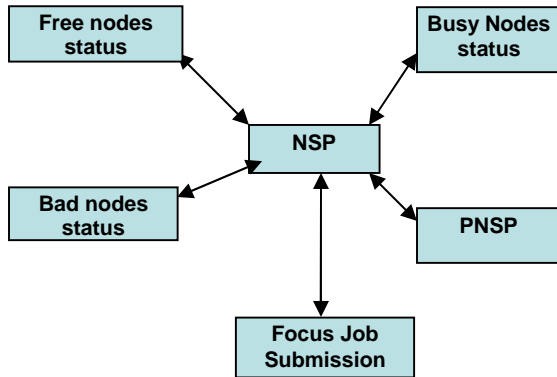 Free nodes
status
Busy Nodes
status
NSP
Bad nodes
status
PNSP
Focus Job
Submission